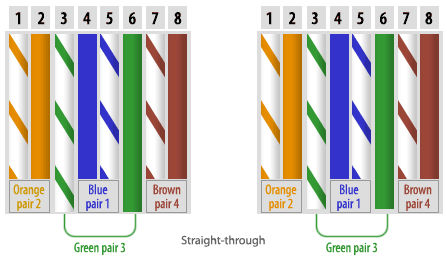 1 2 3 4 5 6 7 8
1 2 3 4 5 6 7 8
Orange
pair 2
Blue
pair 1
Brown
pair 4
Orange
pair 2
Blue
pair 1
Brown
pair 4
Green pair 3
Straight-through
Green pair 3